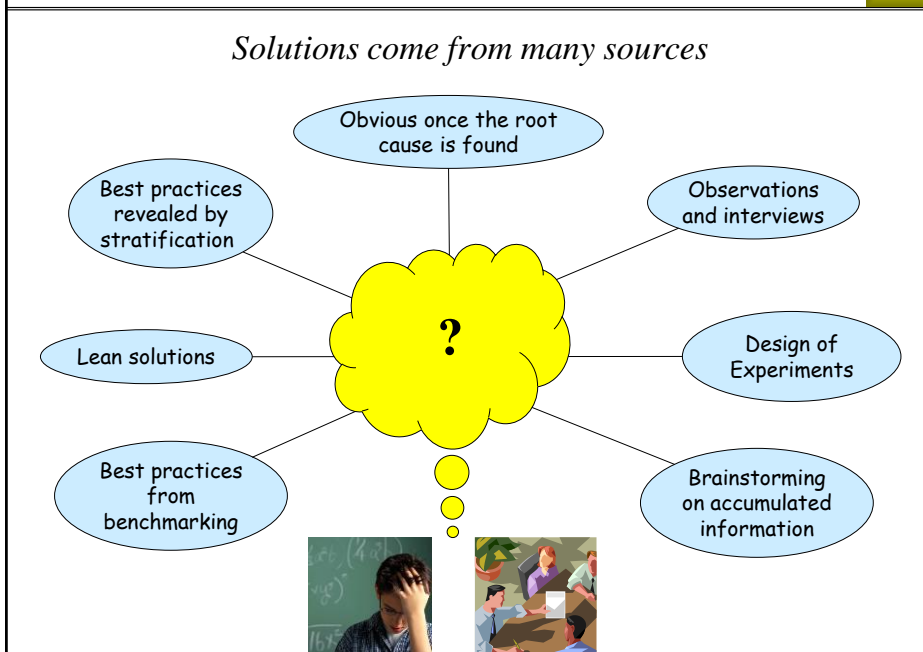 Solutions come from many sources
Obvious once the root
cause is found
Best practices
revealed by
stratification
Observations
and interviews
?
Lean solutions
Design of
Experiments
Best practices
from
benchmarking
Brainstorming
on accumulated
information